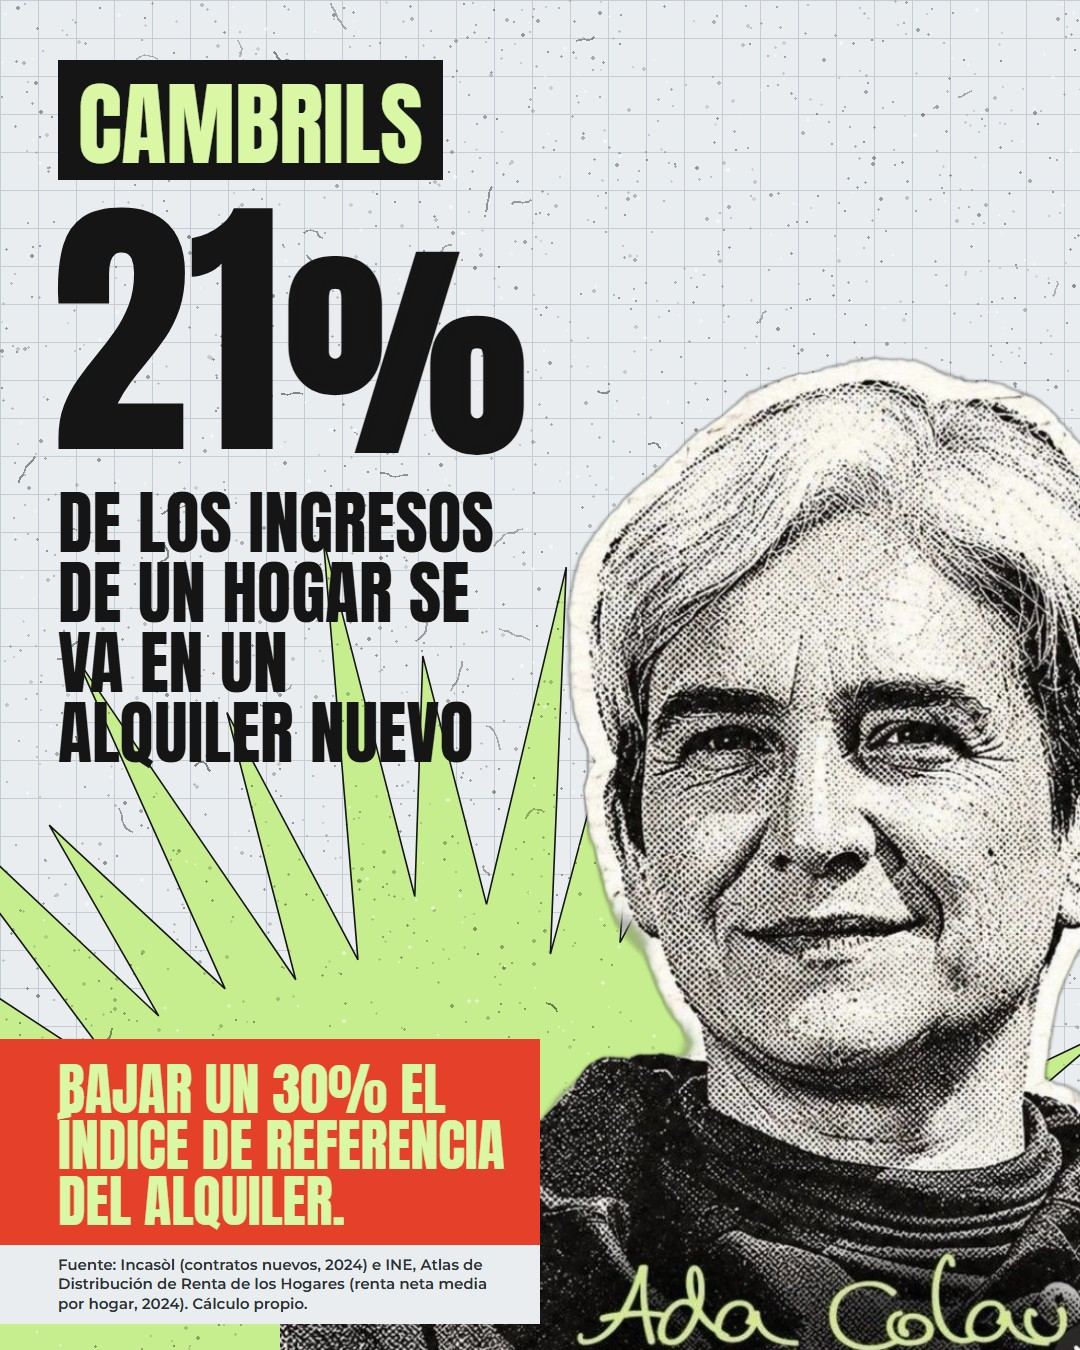 CAMBRILS
21%
DE LOS INGRESOS
DE UN HOGAR SE
VA EN UN
ALQUILER NUEVO
BAJAR UN 30% EL
ÍNDICE DE REFERENCIA
DEL ALQUILER.
Fuente: Incasòl (contratos nuevos, 2024) e INE, Atlas de
Distribución de Renta de los Hogares (renta neta media
por hogar, 2024). Cálculo propio.
Ada Colau